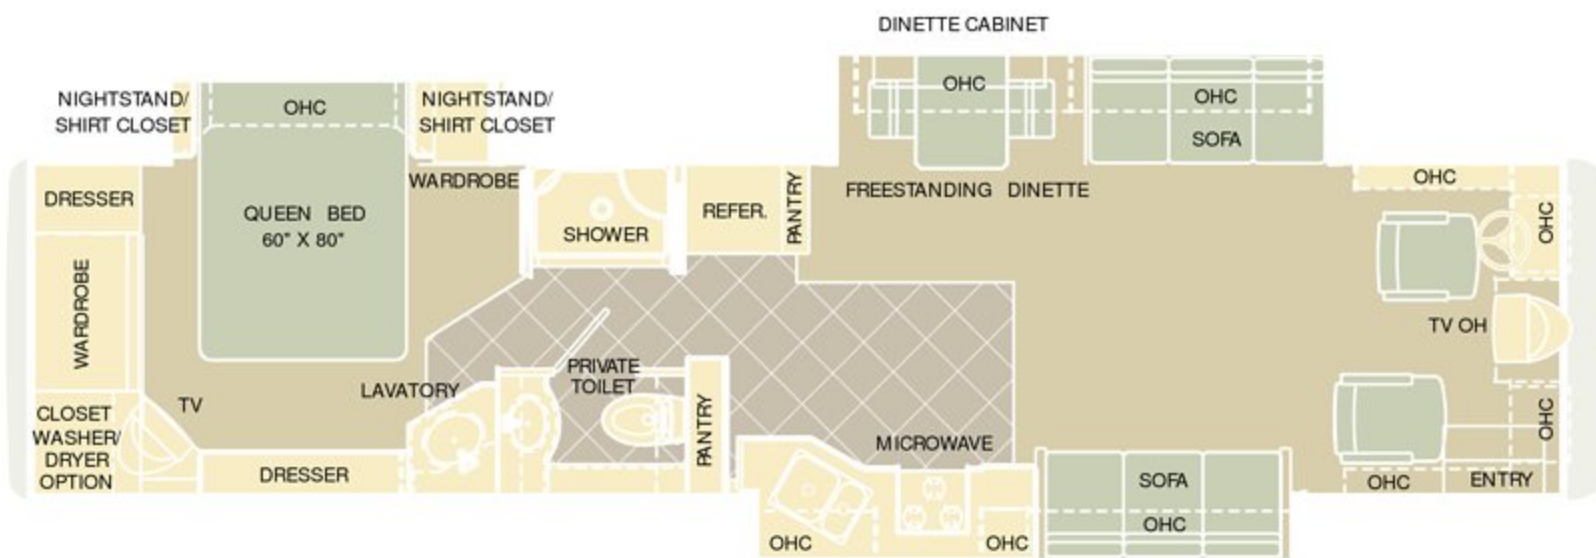 DINETTE CABINET
NIGHTSTAND/
SHIRT CLOSET
OHC
NIGHTSTAND/
SHIRT CLOSET
OHC
OHC
SOFA
DRESSER
WARDROBE
QUEEN BED
60" X 80"
SHOWER
REFER.
PANTRY
FREESTANDING DINETTE
OHC
OHC
WARDROBE
TV OH
PRIVATE
TOILET
LAVATORY
TV
CLOSET
WASHER/
DRYER
OPTION
DRESSER
PANTRY
MICROWAVE
OHC
OHC
SOFA
OHC
OHC
ENTRY
OHC